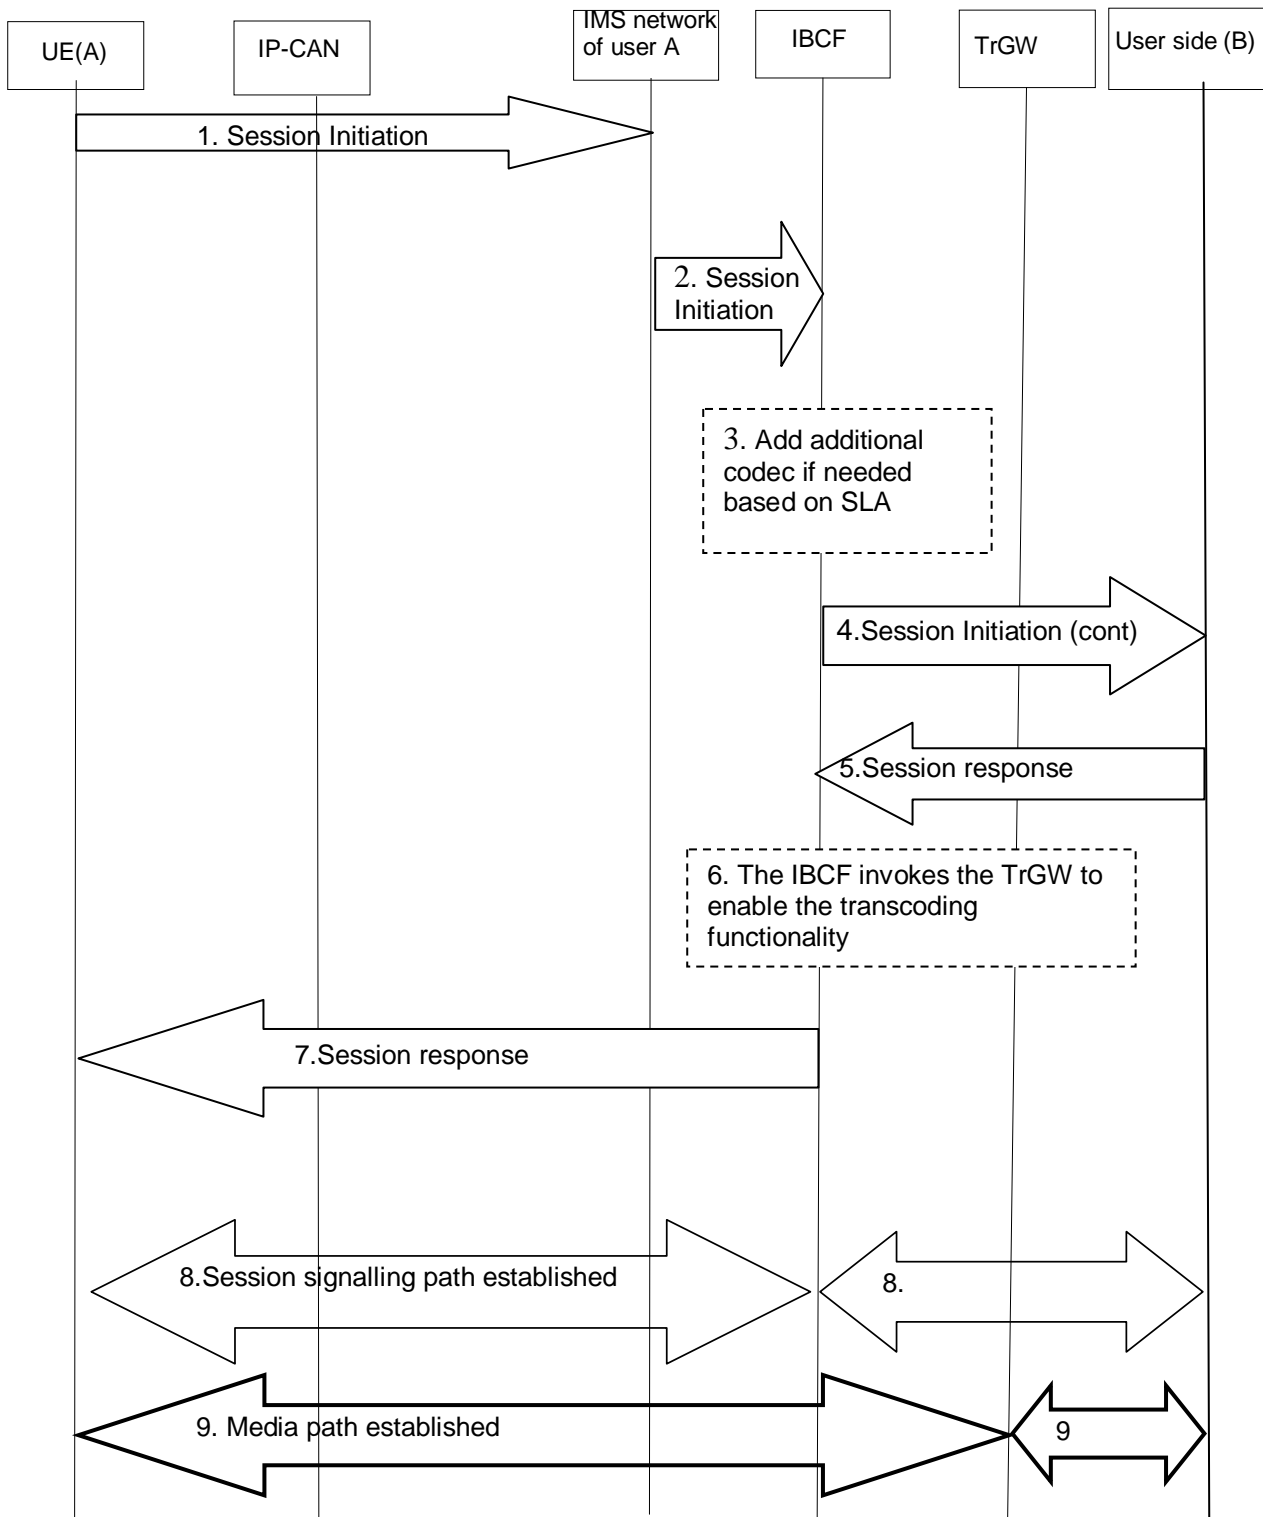 UE(A)
IP-CAN
IMS network
of user A
IBCF
TrGW
User side (B)
1. Session Initiation
2. Session
Initiation
3. Add additional
codec if needed
based on SLA
4.Session Initiation (cont)
5.Session response
6. The IBCF invokes the TrGW to
enable the transcoding
functionality
7.Session response
8.Session signalling path established
8.
9. Media path established
9